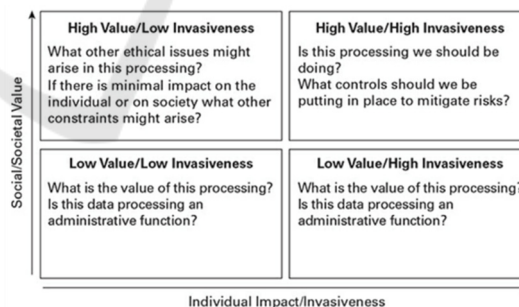 Social/Societal Value
High Value/Low Invasiveness
What other ethical issues might
arise in this processing?
If there is minimal impact on the
individual or on society what other
constraints might arise?
High Value/High Invasiveness
Is this processing we should be
doing?
What controls should we be
putting in place to mitigate risks?
Low Value/Low Invasiveness
What is the value of this processing?
Is this data processing an
administrative function?
Low Value/High Invasiveness
What is the value of this processing?
Is this data processing an
administrative function?
Individual Impact/Invasiveness